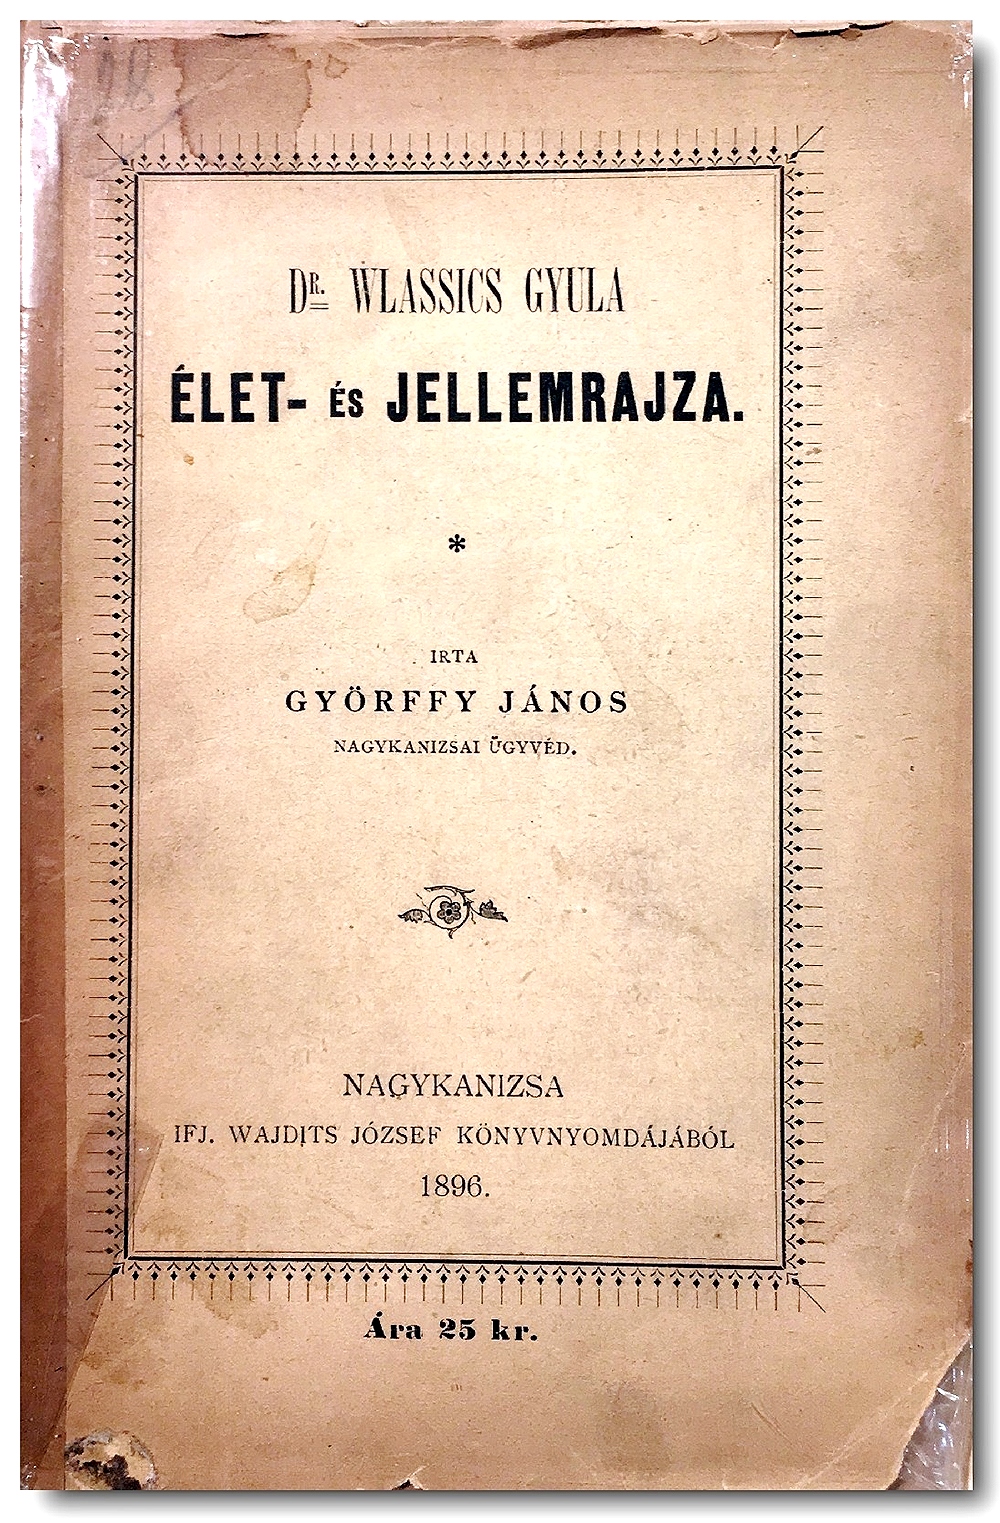 DR. WLASSICS GYULA
ÉLET- ÉS JELLEMRAJZA.
*
IRTA
GYÖRFFY JÁNOS
NAGYKANIZSAI ÜGYVÉD.
NAGYKANIZSA
IFJ. WAJDITS JÓZSEF KÖNYVNYOMDÁJÁBÓL
1896.
Ára 25 kr.